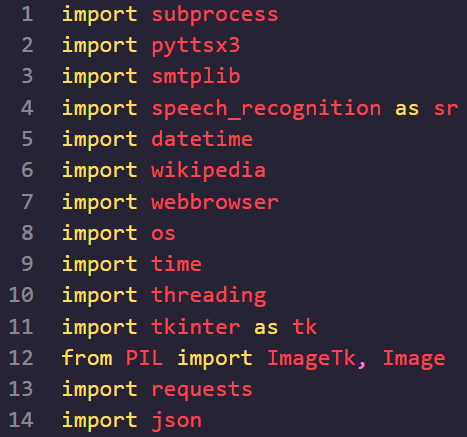 1 import subprocess
2 import pyttsx3
3 import smtplib
4 import speech_recognition as sr
5 import datetime
6 import wikipedia
7 import webbrowser
8 import os
9 import time
10 import threading
11 import tkinter as tk
12 from PIL import ImageTk, Image
13 import requests
14 import json